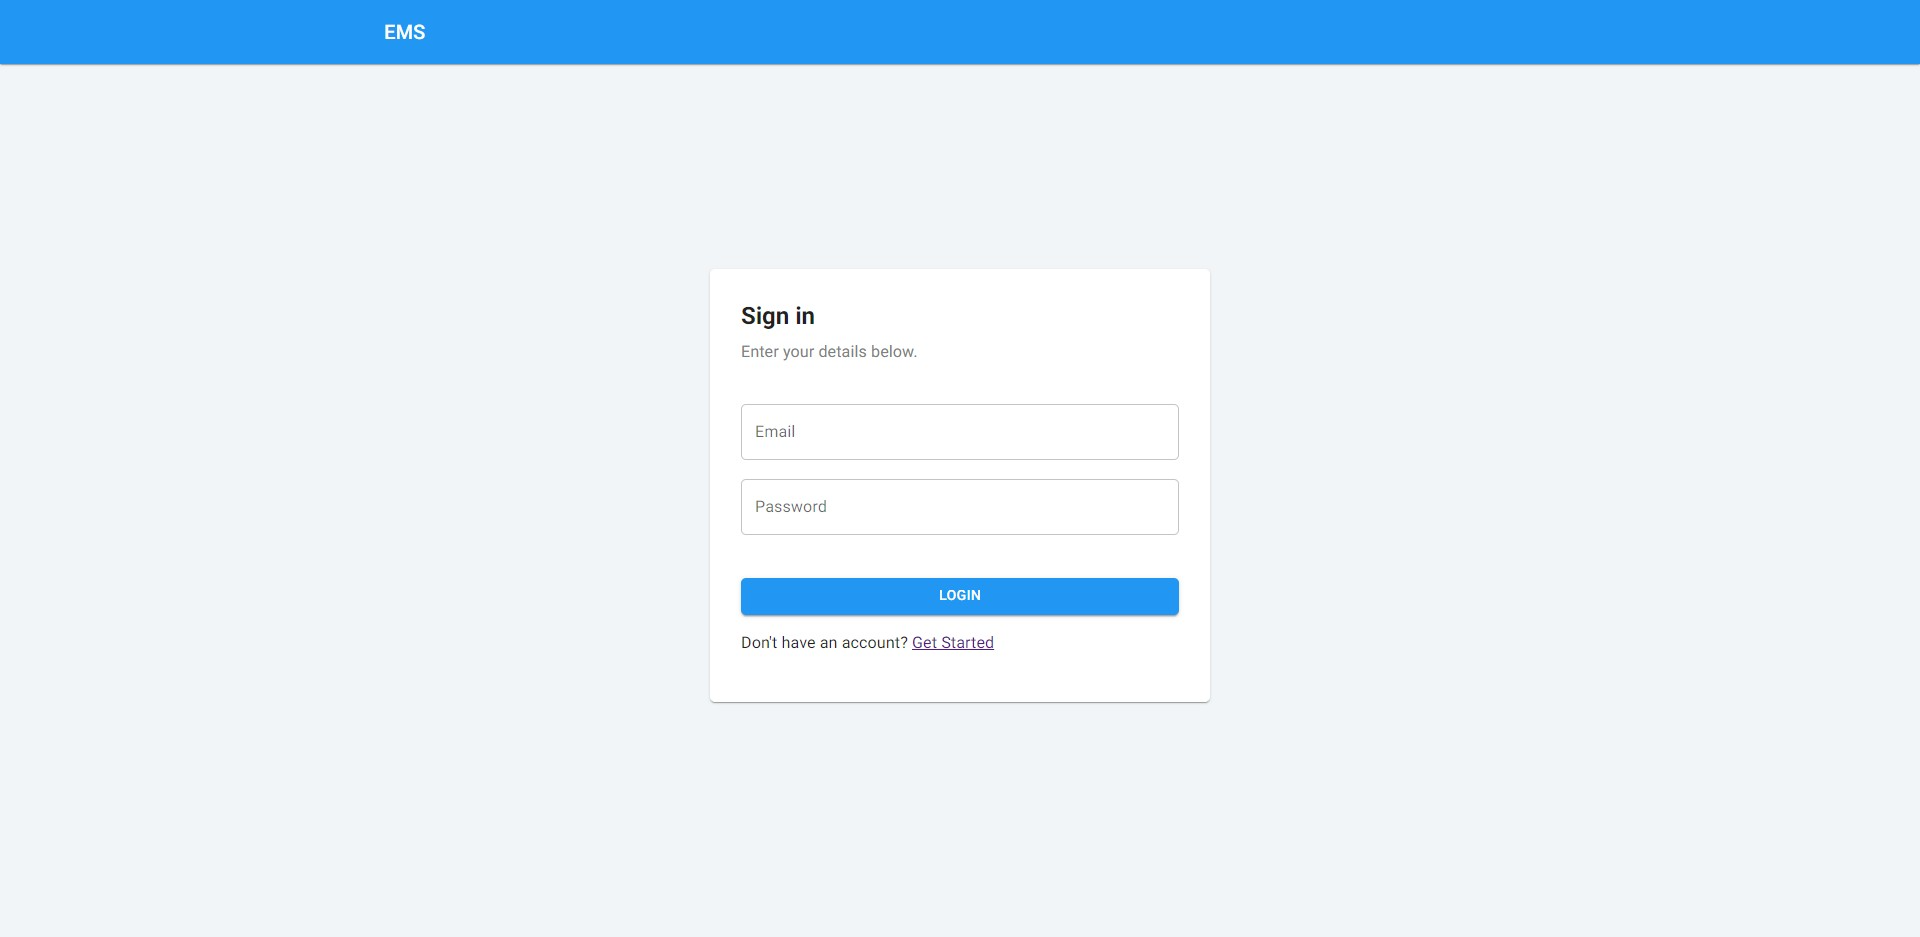 EMS
Sign in
Enter your details below.
Email
Password
LOGIN
Don't have an account? Get Started